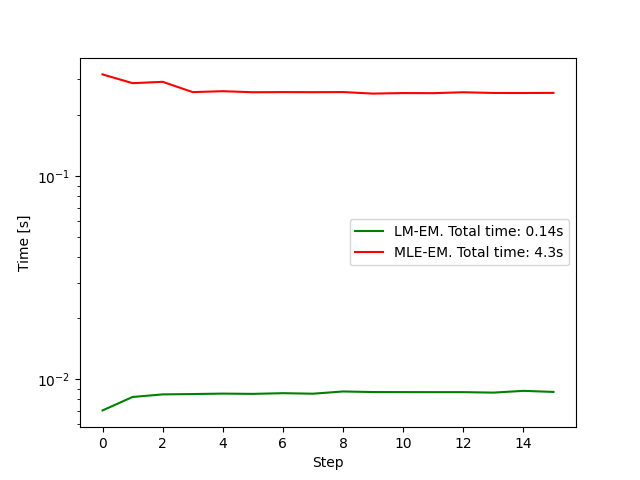 Time [s]
10⁻¹
10⁻²
LM-EM. Total time: 0.14s
MLE-EM. Total time: 4.3s
0 2 4 6 8 10 12 14
Step